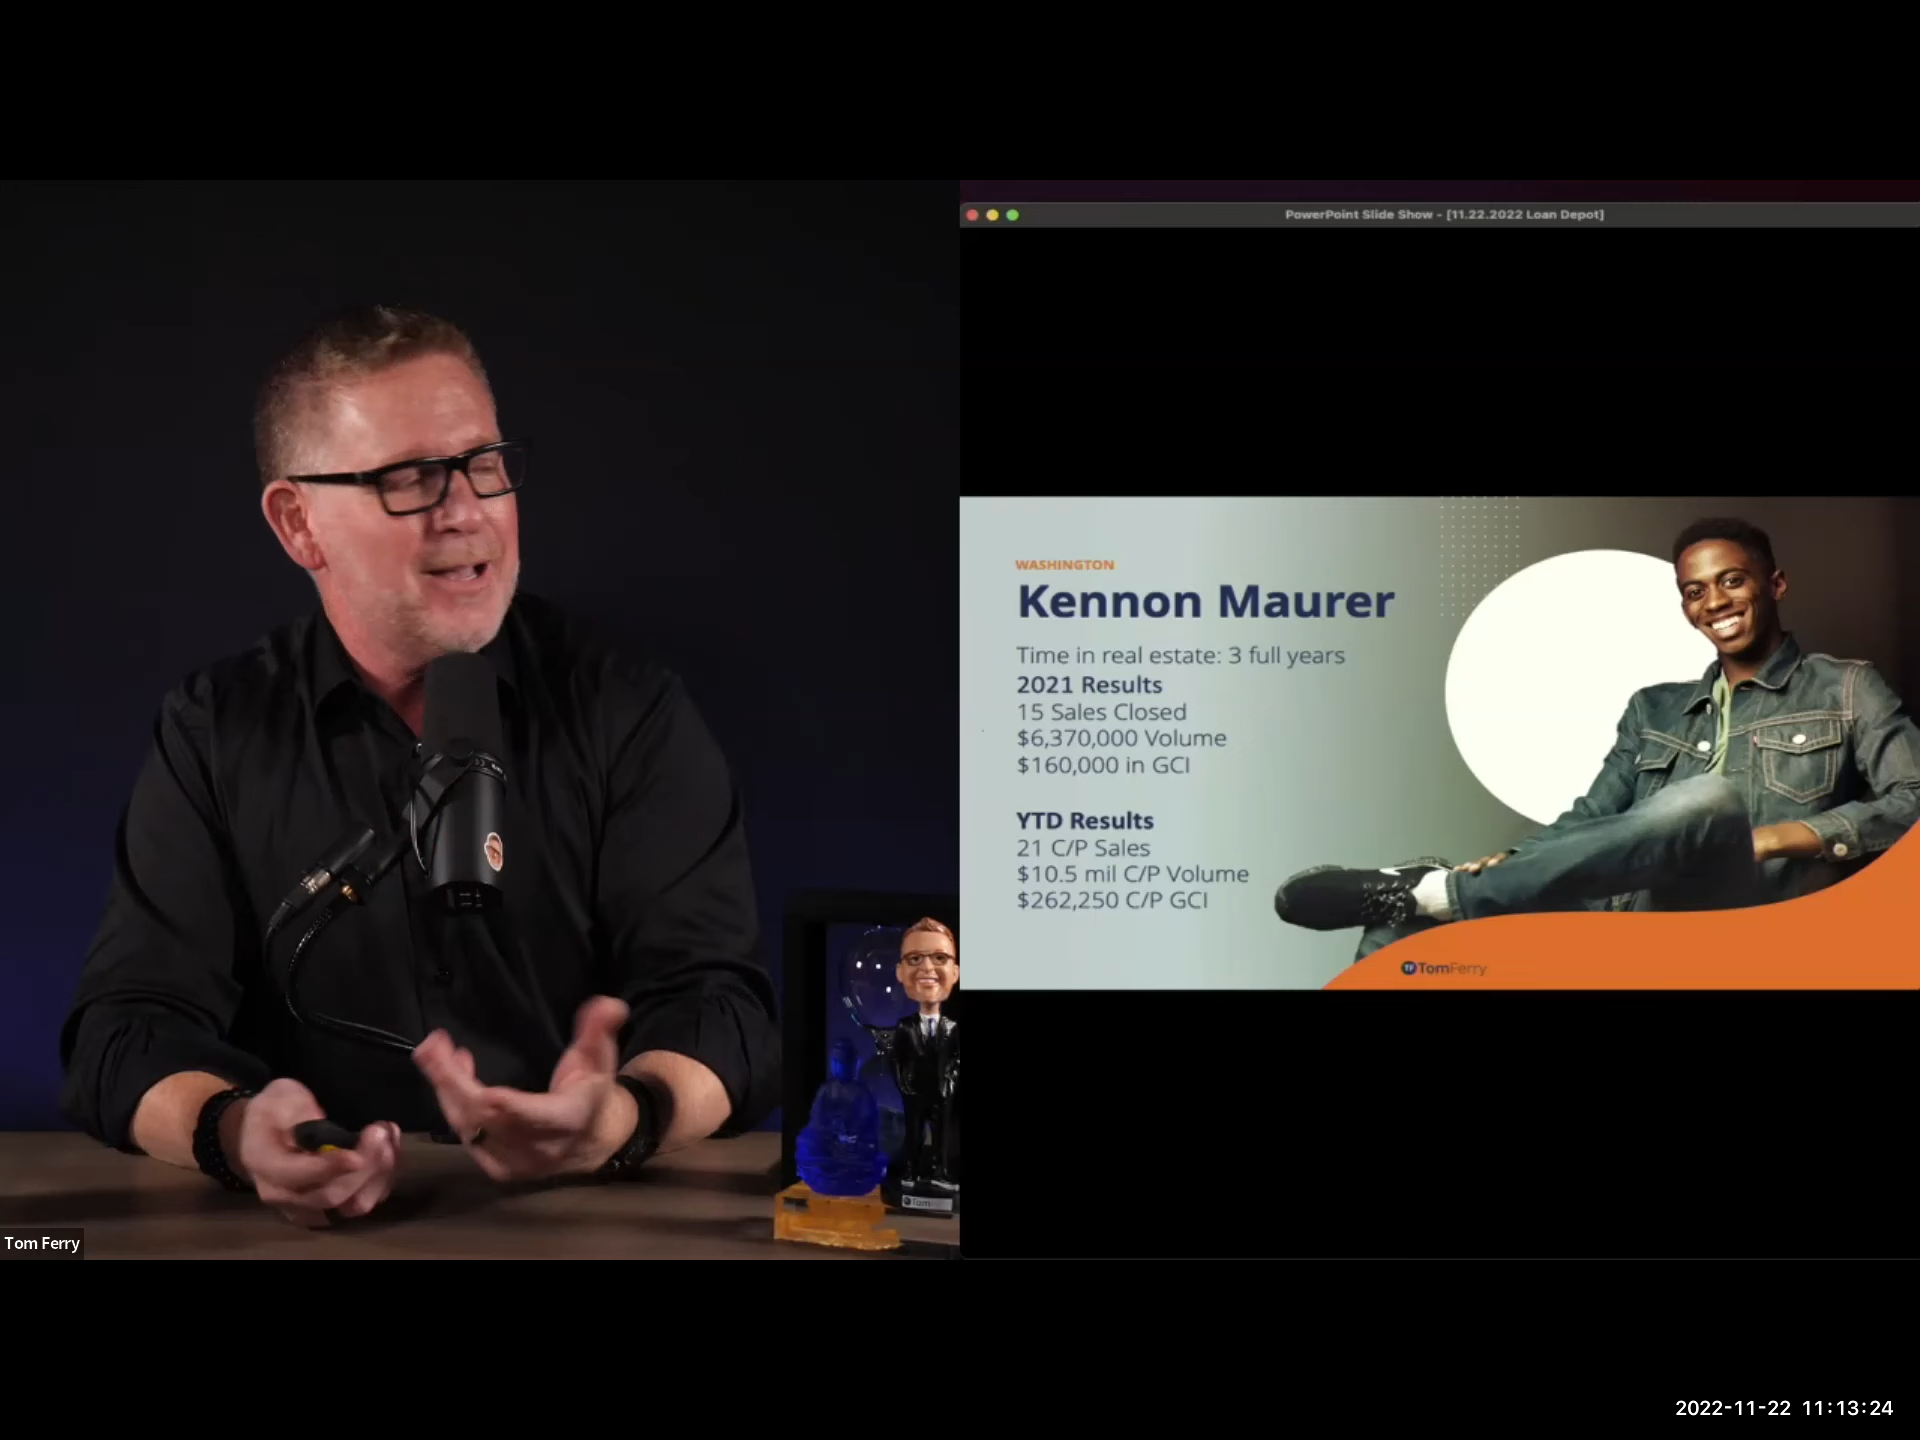 PowerPoint Slide Show - [11.22.2022 Loan Depot]
WASHINGTON
Kennon Maurer
Time in real estate: 3 full years
2021 Results
15 Sales Closed
$6,370,000 Volume
$160,000 in GCI
YTD Results
21 C/P Sales
$10.5 mil C/P Volume
$262,250 C/P GCI
TF TomFerry
Tom
Tom Ferry
2022-11-22 11:13:24